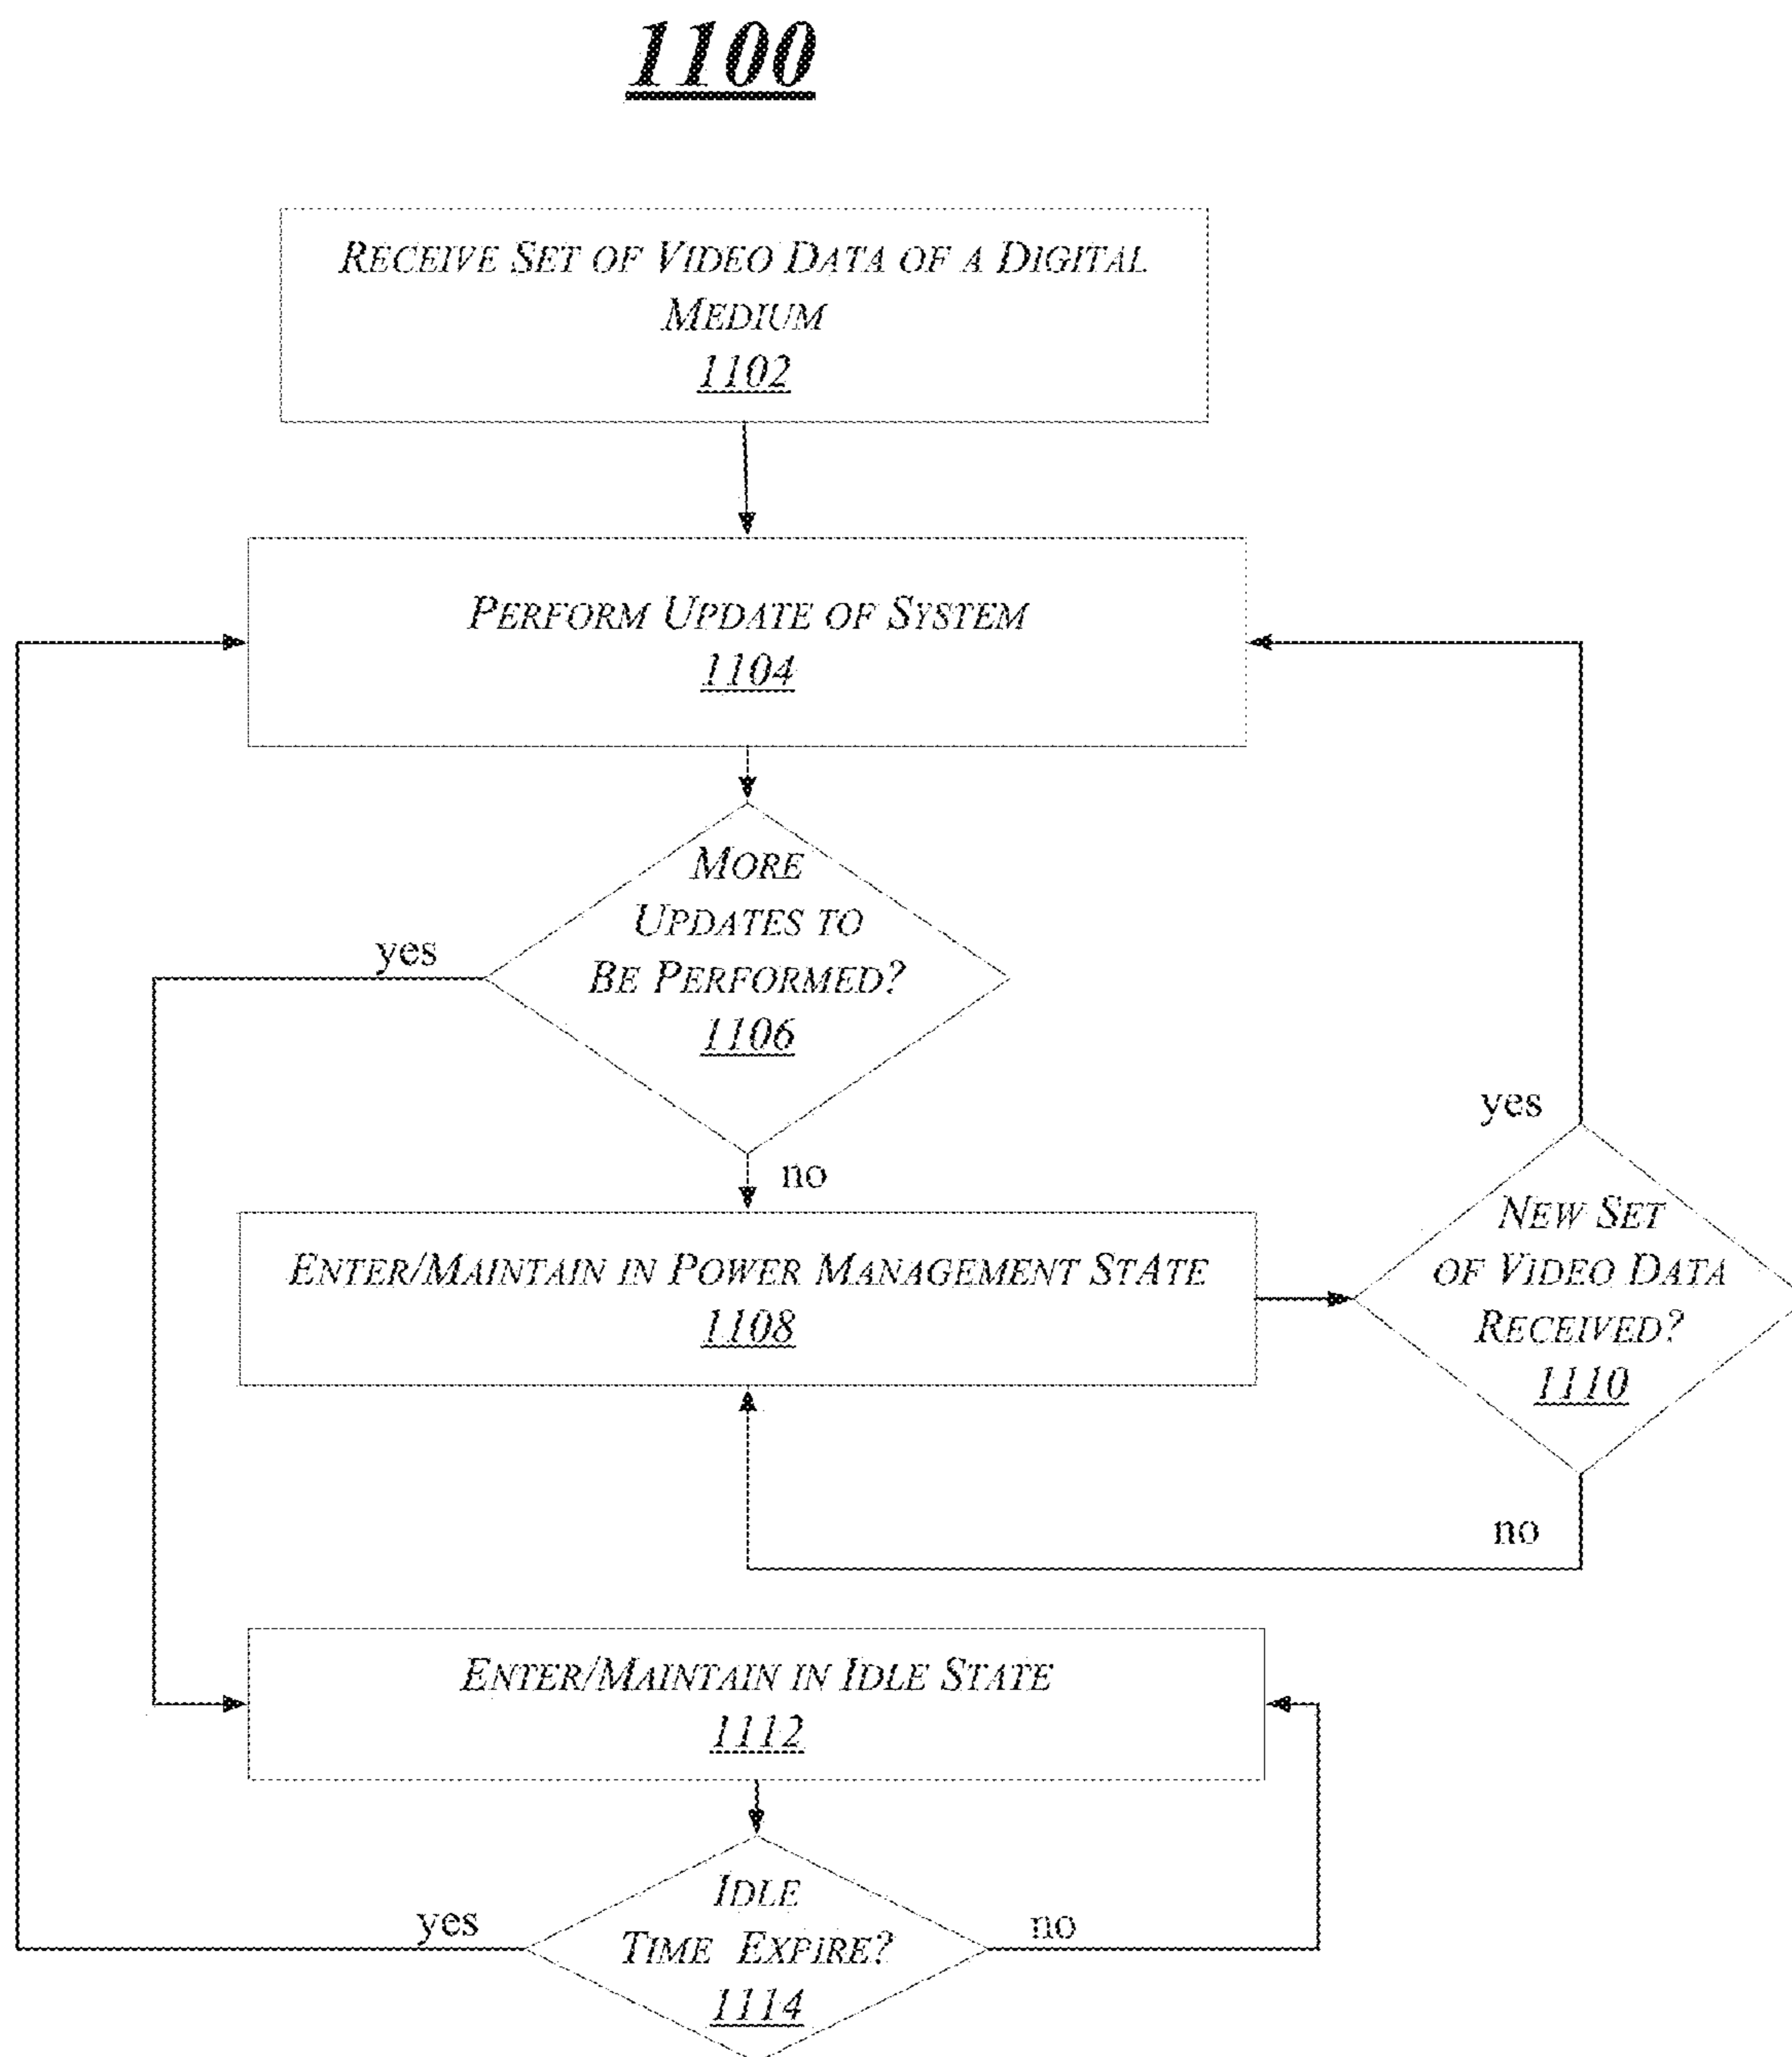 1100
RECEIVE SET OF VIDEO DATA OF A DIGITAL
MEDIUM
1102
PERFORM UPDATE OF SYSTEM
1104
MORE
UPDATES TO
BE PERFORMED?
1106
yes
no
ENTER/MAINTAIN IN POWER MANAGEMENT STATE
1108
yes
NEW SET
OF VIDEO DATA
RECEIVED?
1110
no
ENTER/MAINTAIN IN IDLE STATE
1112
IDLE
TIME EXPIRE?
1114
yes
no